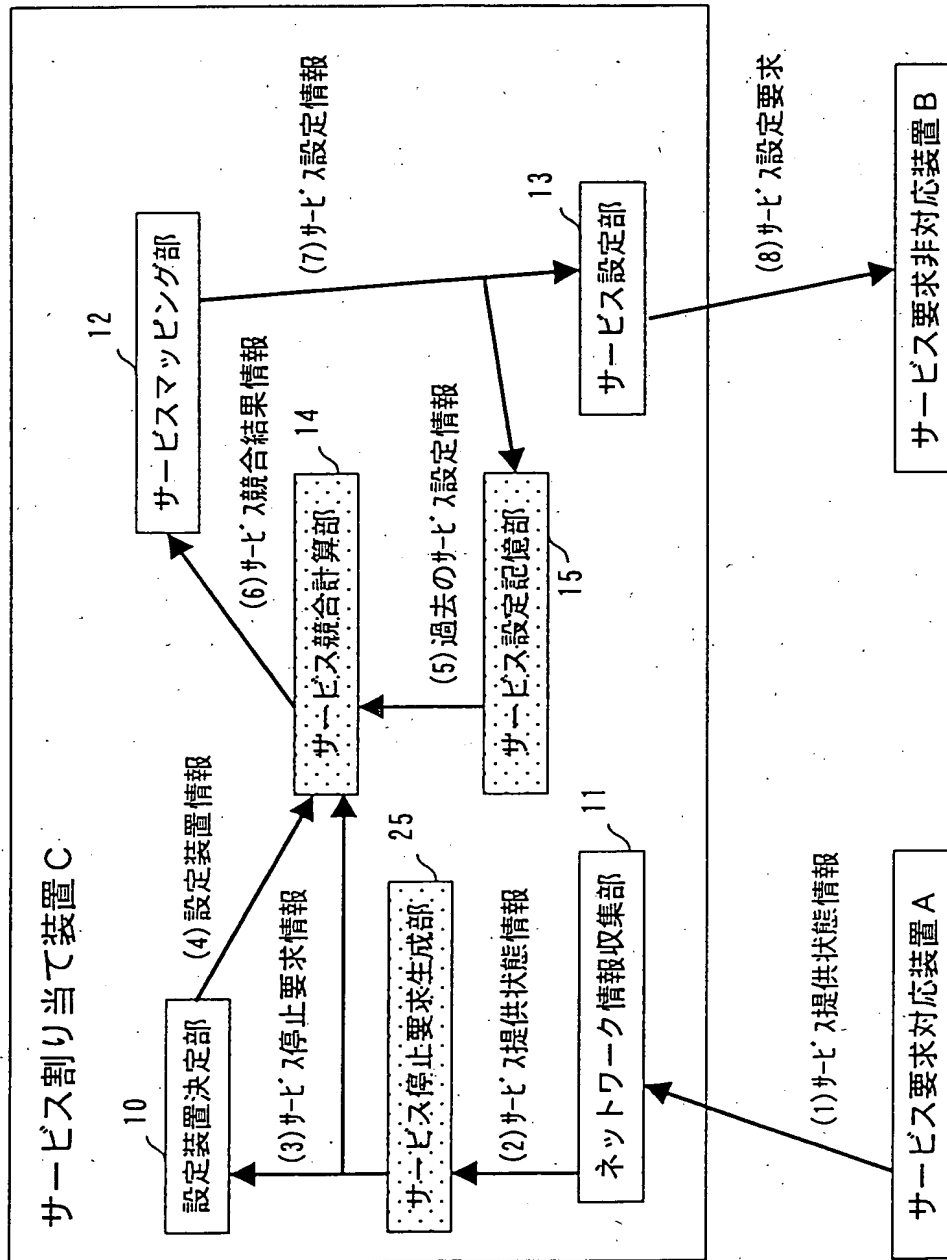 サービス割り当て装置C
10
設定装置決定部
(4)設定装置情報
(3)サービス停止要求情報
25
サービス停止要求生成部
(2)サービス提供状態情報
11
ネットワーク情報収集部
(1)サービス提供状態情報
サービス要求対応装置A
12
サービスマッピング部
(6)サービス競合結果情報
14
サービス競合計算部
(5)過去のサービス設定情報
サービス設定記憶部
15
(7)サービス設定情報
13
サービス設定部
(8)サービス設定要求
サービス要求非対応装置B